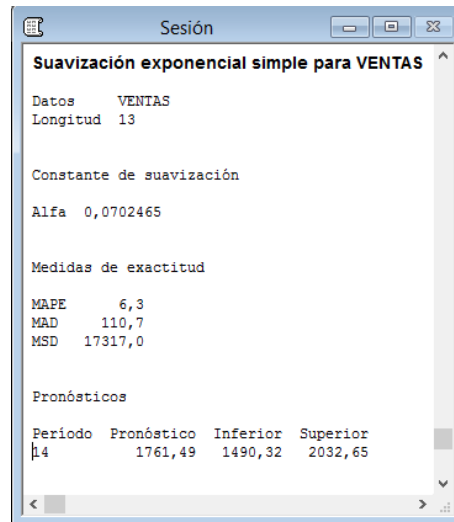 Sesión
Suavización exponencial simple para VENTAS
Datos VENTAS
Longitud 13
Constante de suavización
Alfa 0,0702465
Medidas de exactitud
MAPE 6,3
MAD 110,7
MSD 17317,0
Pronósticos
Período Pronóstico Inferior Superior
14 1761,49 1490,32 2032,65